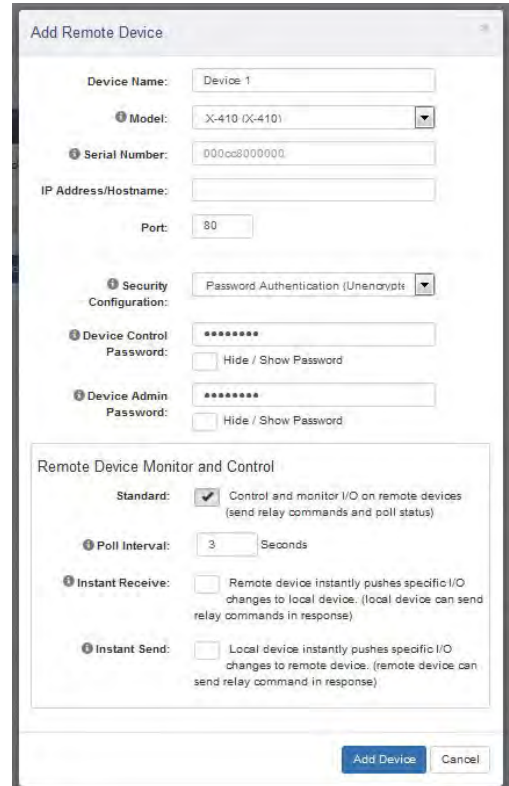 Add Remote Device
×
Device Name: Device 1
Model: X-410 (X-410)
Serial Number: 000cc8000000
IP Address/Hostname:
Port: 80
Security Configuration: Password Authentication (Unencrypte
Device Control Password: ••••••••
Hide / Show Password
Device Admin Password: ••••••••
Hide / Show Password
Remote Device Monitor and Control
Standard: Control and monitor I/O on remote devices
(send relay commands and poll status)
Poll Interval: 3 Seconds
Instant Receive: Remote device instantly pushes specific I/O
changes to local device. (local device can send
relay commands in response)
Instant Send: Local device instantly pushes specific I/O
changes to remote device. (remote device can
send relay command in response)
Add Device Cancel